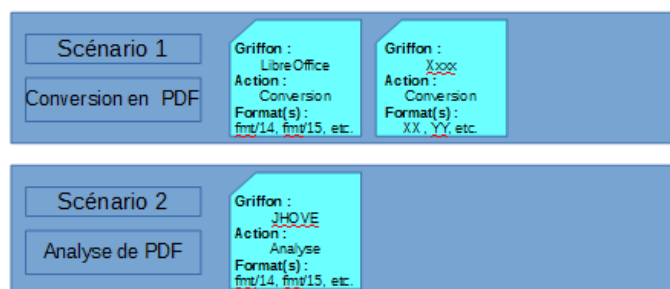 Scénario 1
Conversion en PDF
Griffon :
LibreOffice
Action :
Conversion
Format(s) :
fmt/14, fmt/15, etc.
Griffon :
Xxxx
Action :
Conversion
Format(s) :
XX , YY, etc.
Scénario 2
Analyse de PDF
Griffon :
JHOVE
Action :
Analyse
Format(s) :
fmt/14, fmt/15, etc.